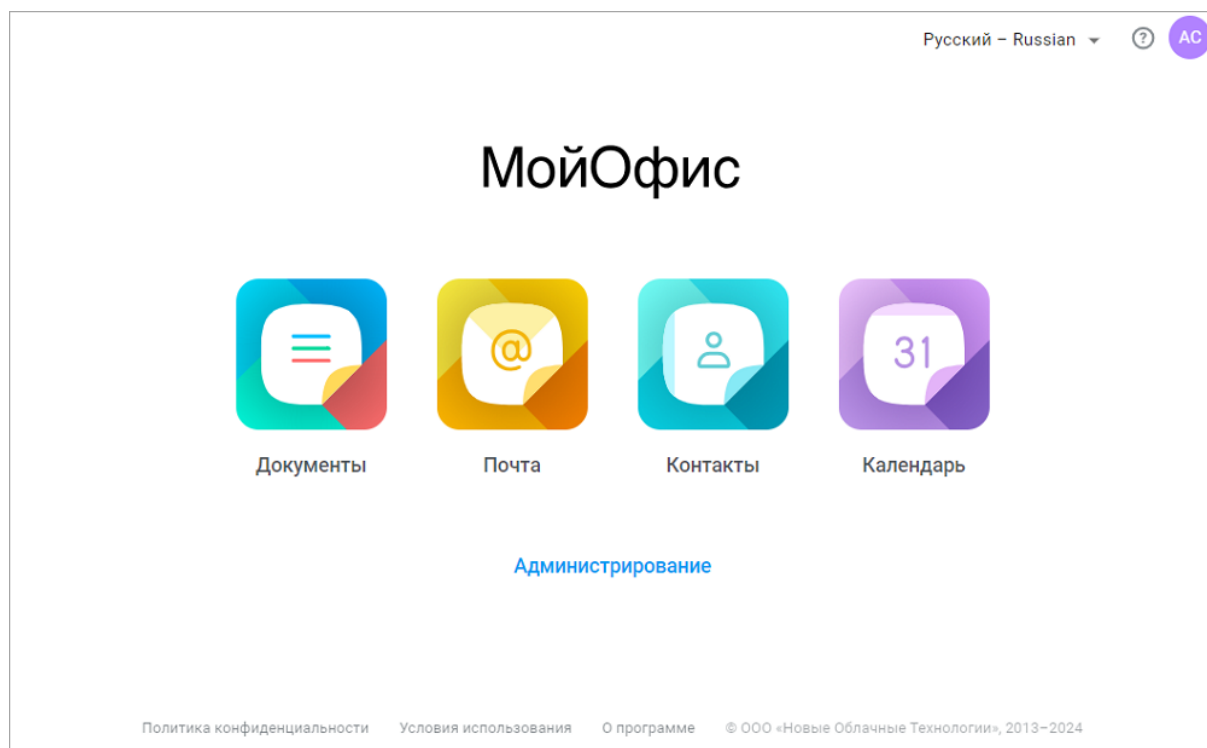 Русский – Russian
?
АС
МойОфис
@
31
Документы
Почта
Контакты
Календарь
Администрирование
Политика конфиденциальности
Условия использования
О программе
© ООО «Новые Облачные Технологии», 2013–2024